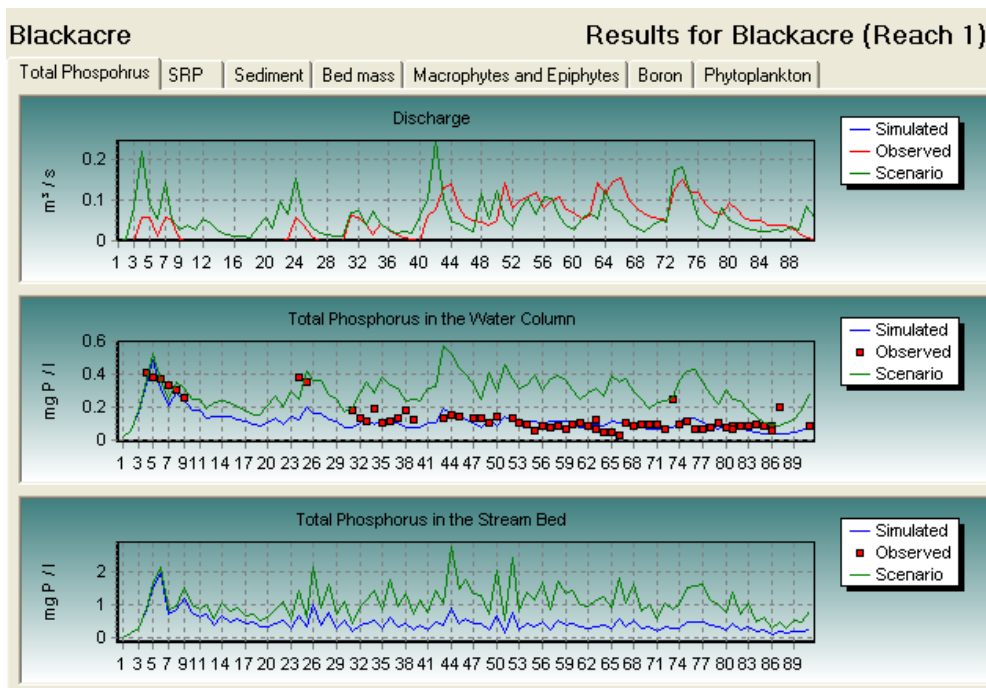 Blackacre Results for Blackacre (Reach 1)
Total Phospohrus SRP Sediment Bed mass Macrophytes and Epiphytes Boron Phytoplankton
Discharge
m³ / s
0.2
0.1
0
1 3 5 7 9 12 16 20 24 28 32 36 40 44 48 52 56 60 64 68 72 76 80 84 88
Simulated
Observed
Scenario
Total Phosphorus in the Water Column
mg P / l
0.6
0.4
0.2
0
1 3 5 7 9 11 14 17 20 23 26 29 32 35 38 41 44 47 50 53 56 59 62 65 68 71 74 77 80 83 86 89
Simulated
Observed
Scenario
Total Phosphorus in the Stream Bed
mg P / l
2
1
0
1 3 5 7 9 11 14 17 20 23 26 29 32 35 38 41 44 47 50 53 56 59 62 65 68 71 74 77 80 83 86 89
Simulated
Observed
Scenario